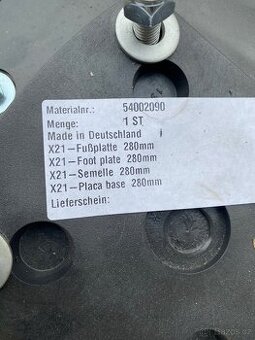 Materialnr.: 54002090
Menge: 1 ST
Made in Deutschland
X21-Fußplatte 280mm
X21-Foot plate 280mm
X21-Semelle 280mm
X21-Placa base 280mm
Lieferschein: